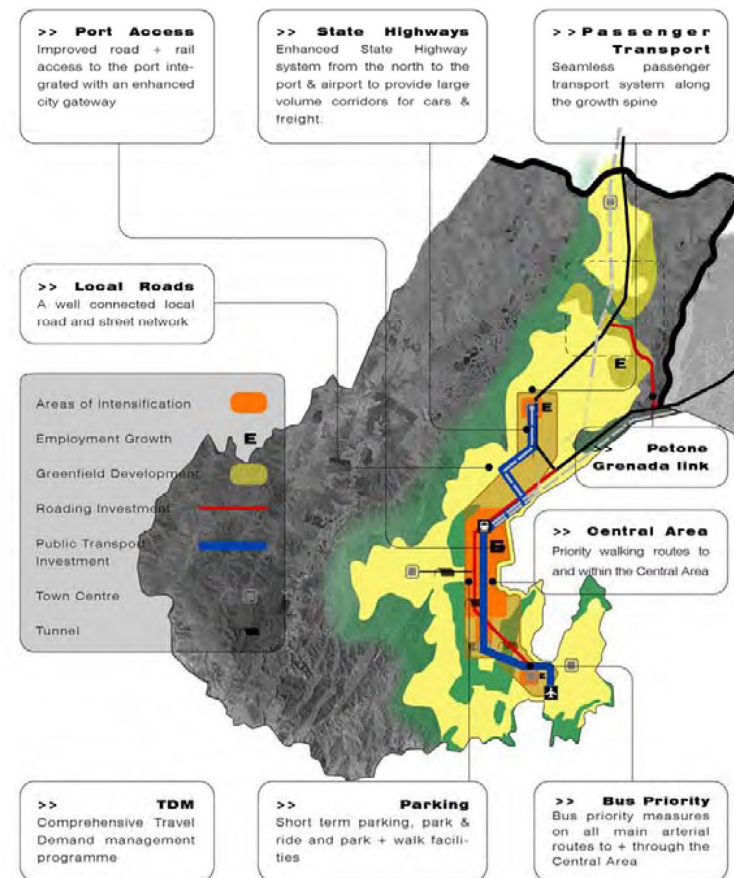 >> Port Access
Improved road + rail
access to the port inte-
grated with an enhanced
city gateway
>> State Highways
Enhanced State Highway
system from the north to the
port & airport to provide large
volume corridors for cars &
freight.
>> Passenger
Transport
Seamless passenger
transport system along
the growth spine
>> Local Roads
A well connected local
road and street network
Areas of Intensification
Employment Growth E
Greenfield Development
Roading Investment
Public Transport
Investment
Town Centre
Tunnel
E
E
>> Petone
Grenada link
>> Central Area
Priority walking routes to
and within the Central Area
E
E
>> TDM
Comprehensive Travel
Demand management
programme
>> Parking
Short term parking, park &
ride and park + walk facili-
ties
>> Bus Priority
Bus priority measures
on all main arterial
routes to + through the
Central Area